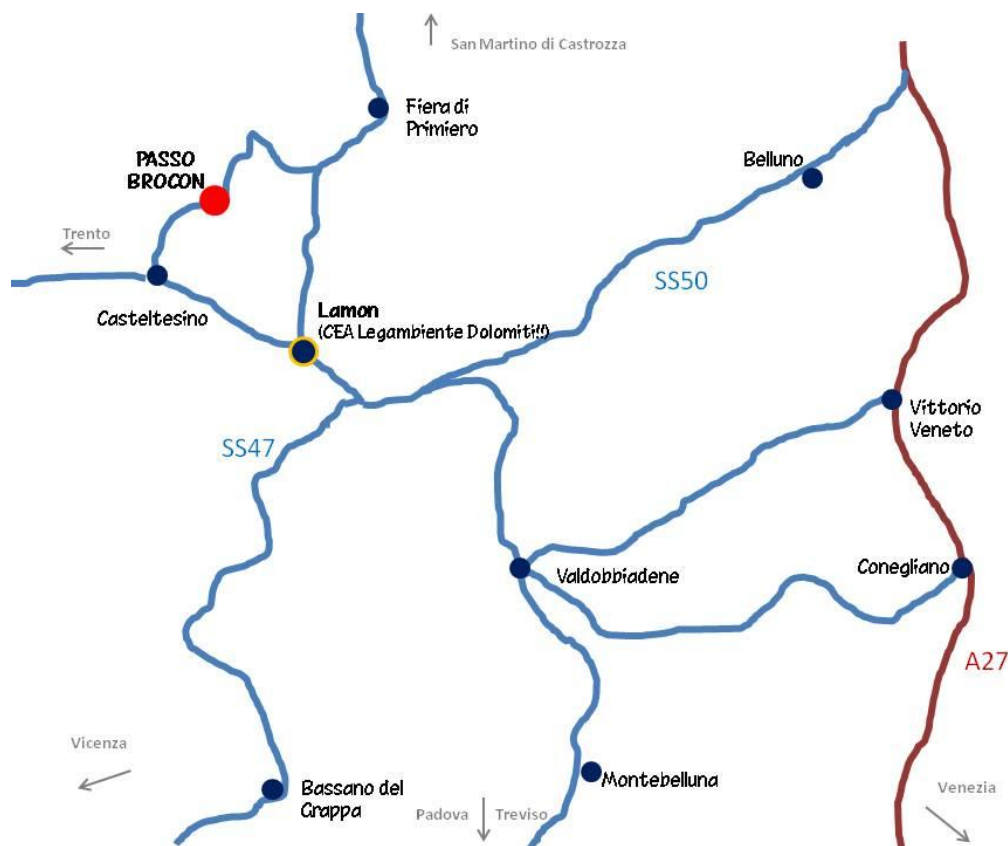 San Martino di Castrozza
Fiera di
Primiero
PASSO
BROCON
Belluno
Trento
SS50
Casteltesino
Lamon
(CEA Legambiente Dolomiti!!)
Vittorio
Veneto
SS47
Valdobbiadene
Conegliano
A27
Vicenza
Montebelluna
Bassano del
Grappa
Padova
Treviso
Venezia